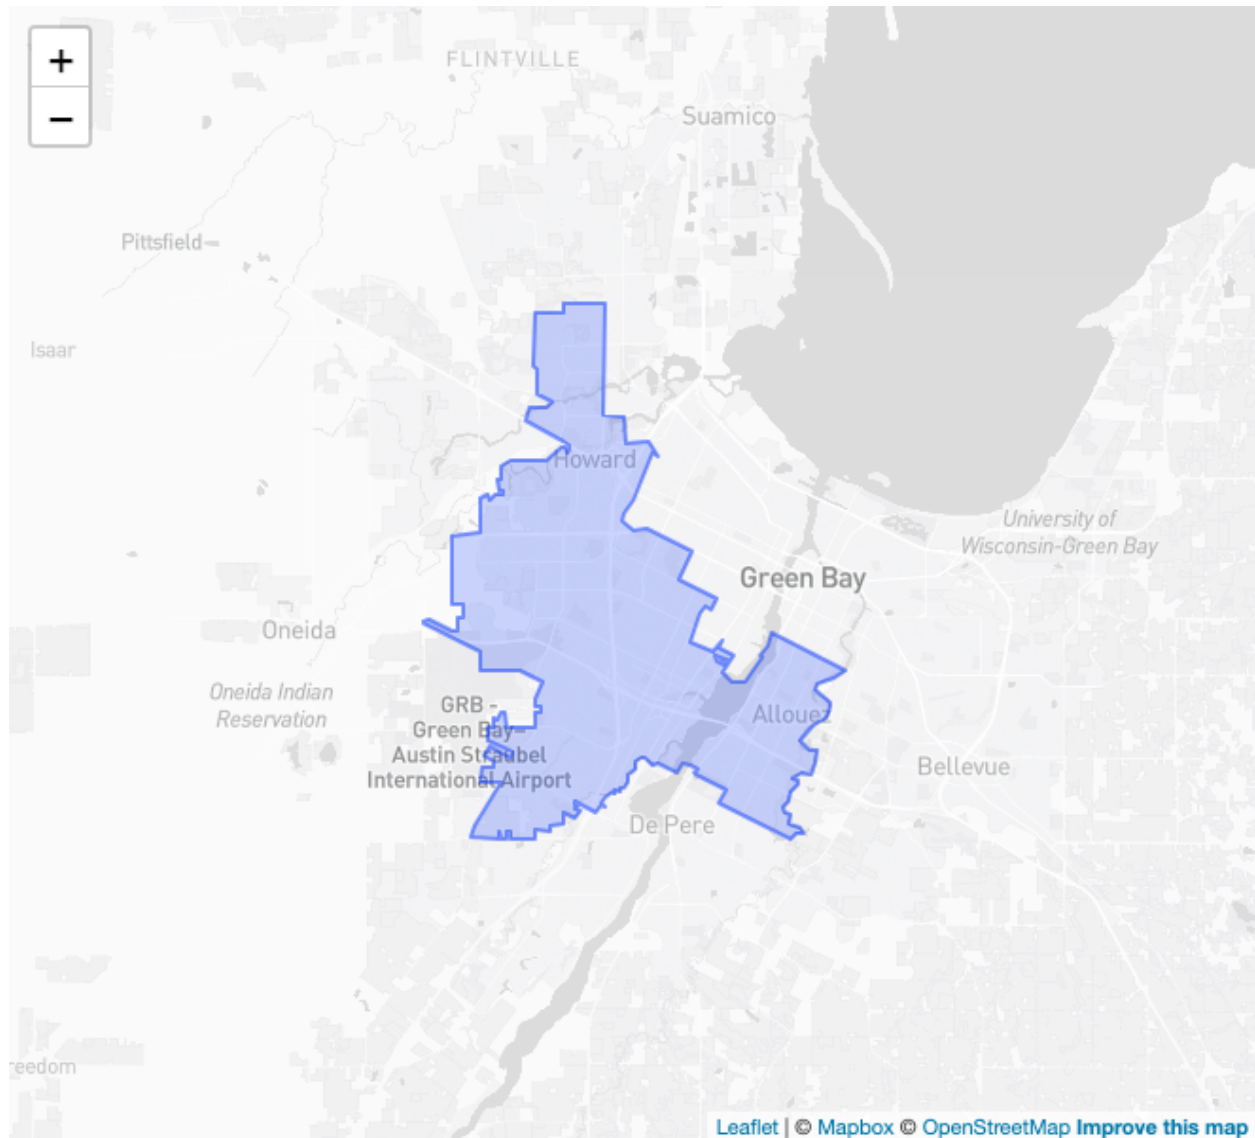 +
−
FLINTVILLE
Suamico
Pittsfield
Isaar
Howard
University of
Wisconsin-Green Bay
Green Bay
Oneida
Oneida Indian
Reservation
GRB -
Green Bay–
Austin Straubel
International Airport
Allouez
Bellevue
De Pere
reedom
Leaflet | © Mapbox © OpenStreetMap Improve this map